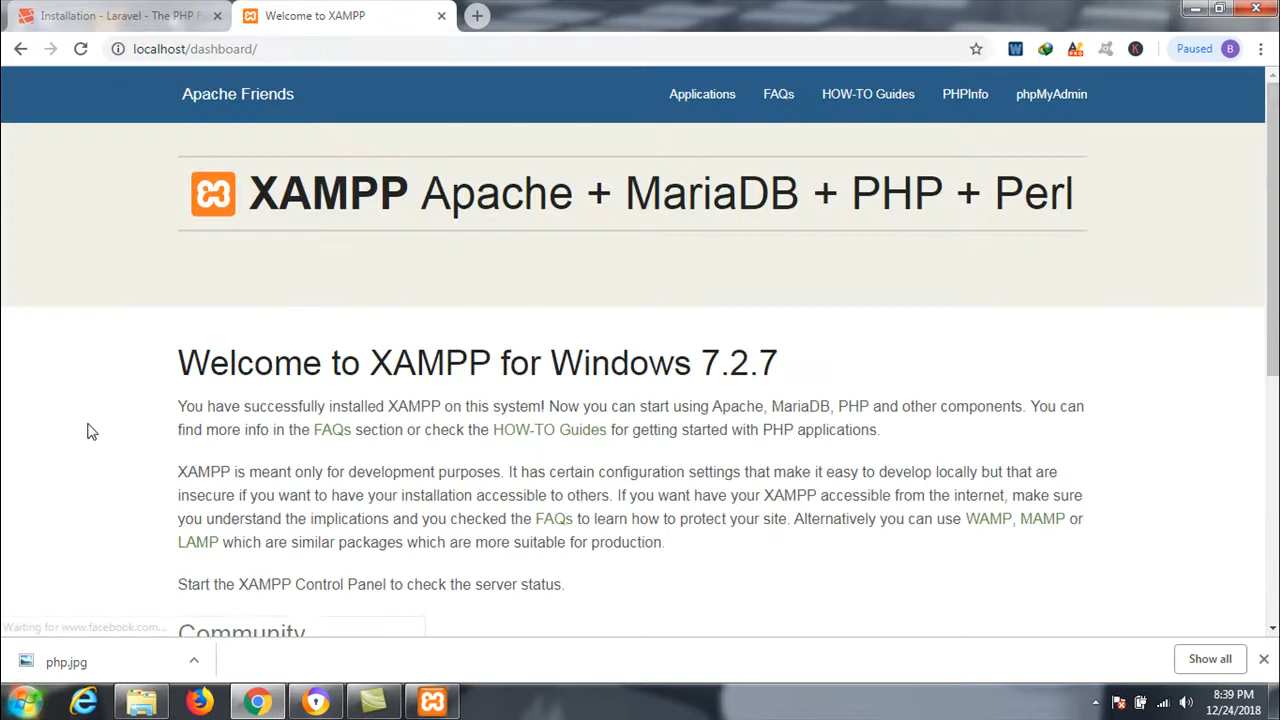 Installation - Laravel - The PHP F
Welcome to XAMPP
localhost/dashboard/
Paused B
Apache Friends
Applications FAQs HOW-TO Guides PHPInfo phpMyAdmin
XAMPP Apache + MariaDB + PHP + Perl
Welcome to XAMPP for Windows 7.2.7
You have successfully installed XAMPP on this system! Now you can start using Apache, MariaDB, PHP and other components. You can
find more info in the FAQs section or check the HOW-TO Guides for getting started with PHP applications.
XAMPP is meant only for development purposes. It has certain configuration settings that make it easy to develop locally but that are
insecure if you want to have your installation accessible to others. If you want have your XAMPP accessible from the internet, make sure
you understand the implications and you checked the FAQs to learn how to protect your site. Alternatively you can use WAMP, MAMP or
LAMP which are similar packages which are more suitable for production.
Start the XAMPP Control Panel to check the server status.
Waiting for www.facebook.com...
Community
php.jpg
Show all
8:39 PM
12/24/2018